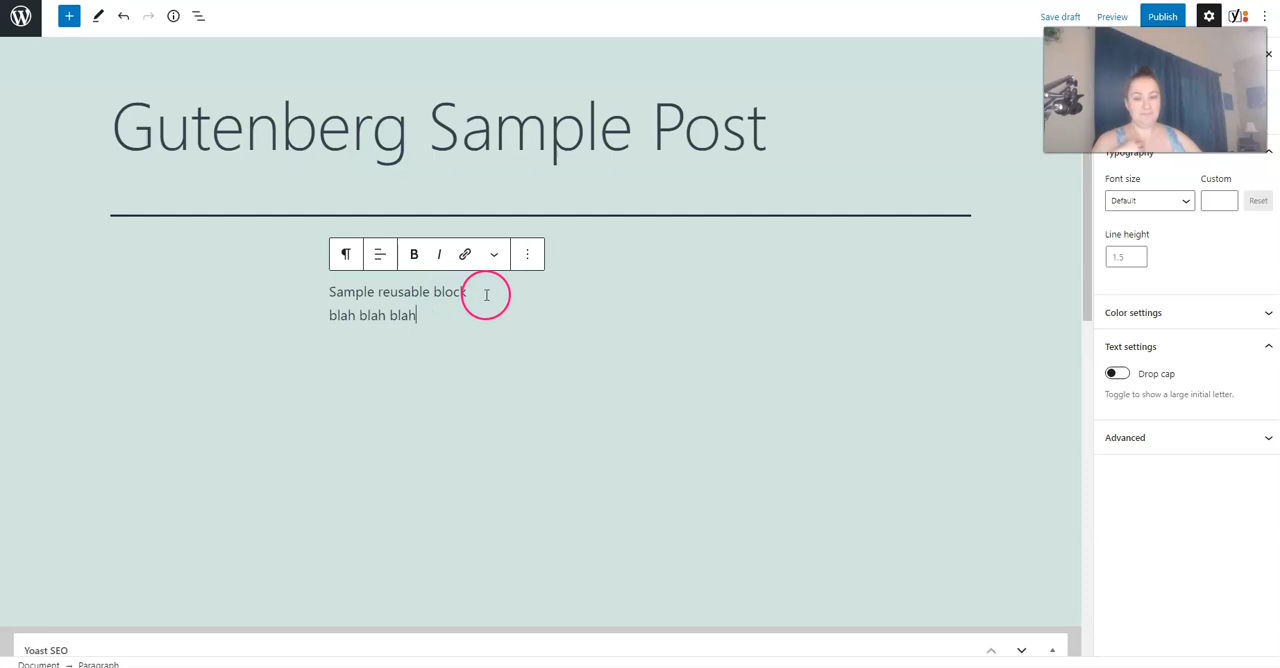 Save draft
Preview
Publish
Gutenberg Sample Post
B I
Sample reusable block
blah blah blah
Typography
Font size
Custom
Default
Reset
Line height
1.5
Color settings
Text settings
Drop cap
Toggle to show a large initial letter.
Advanced
Yoast SEO
Document → Paragraph